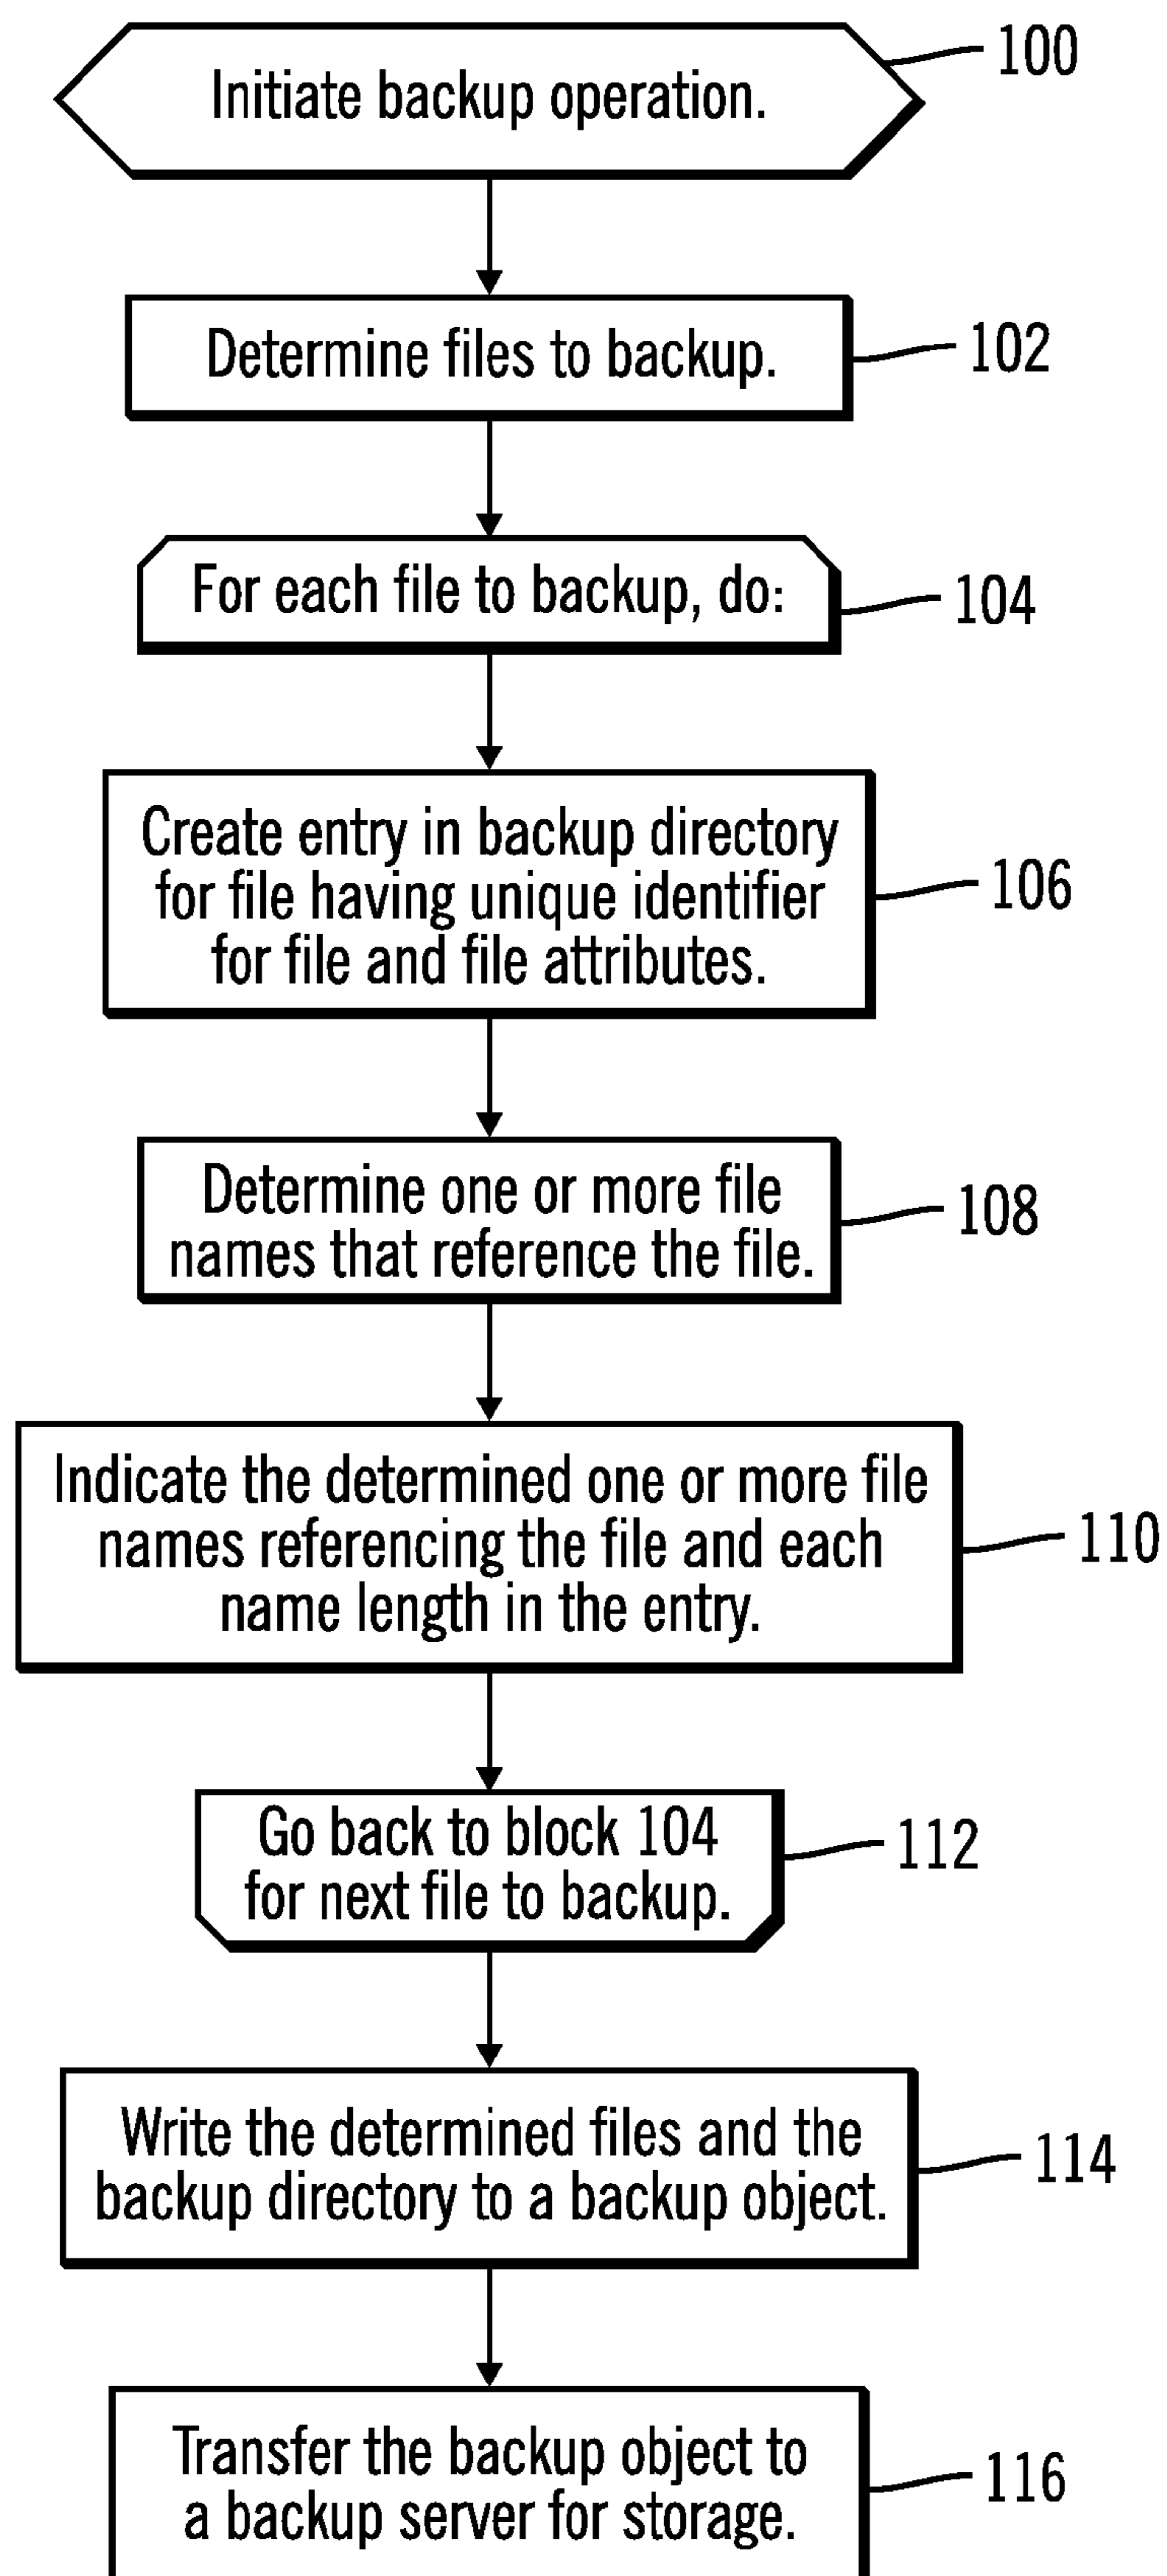 Initiate backup operation.
100
Determine files to backup.
102
For each file to backup, do:
104
Create entry in backup directory
for file having unique identifier
for file and file attributes.
106
Determine one or more file
names that reference the file.
108
Indicate the determined one or more file
names referencing the file and each
name length in the entry.
110
Go back to block 104
for next file to backup.
112
Write the determined files and the
backup directory to a backup object.
114
Transfer the backup object to
a backup server for storage.
116